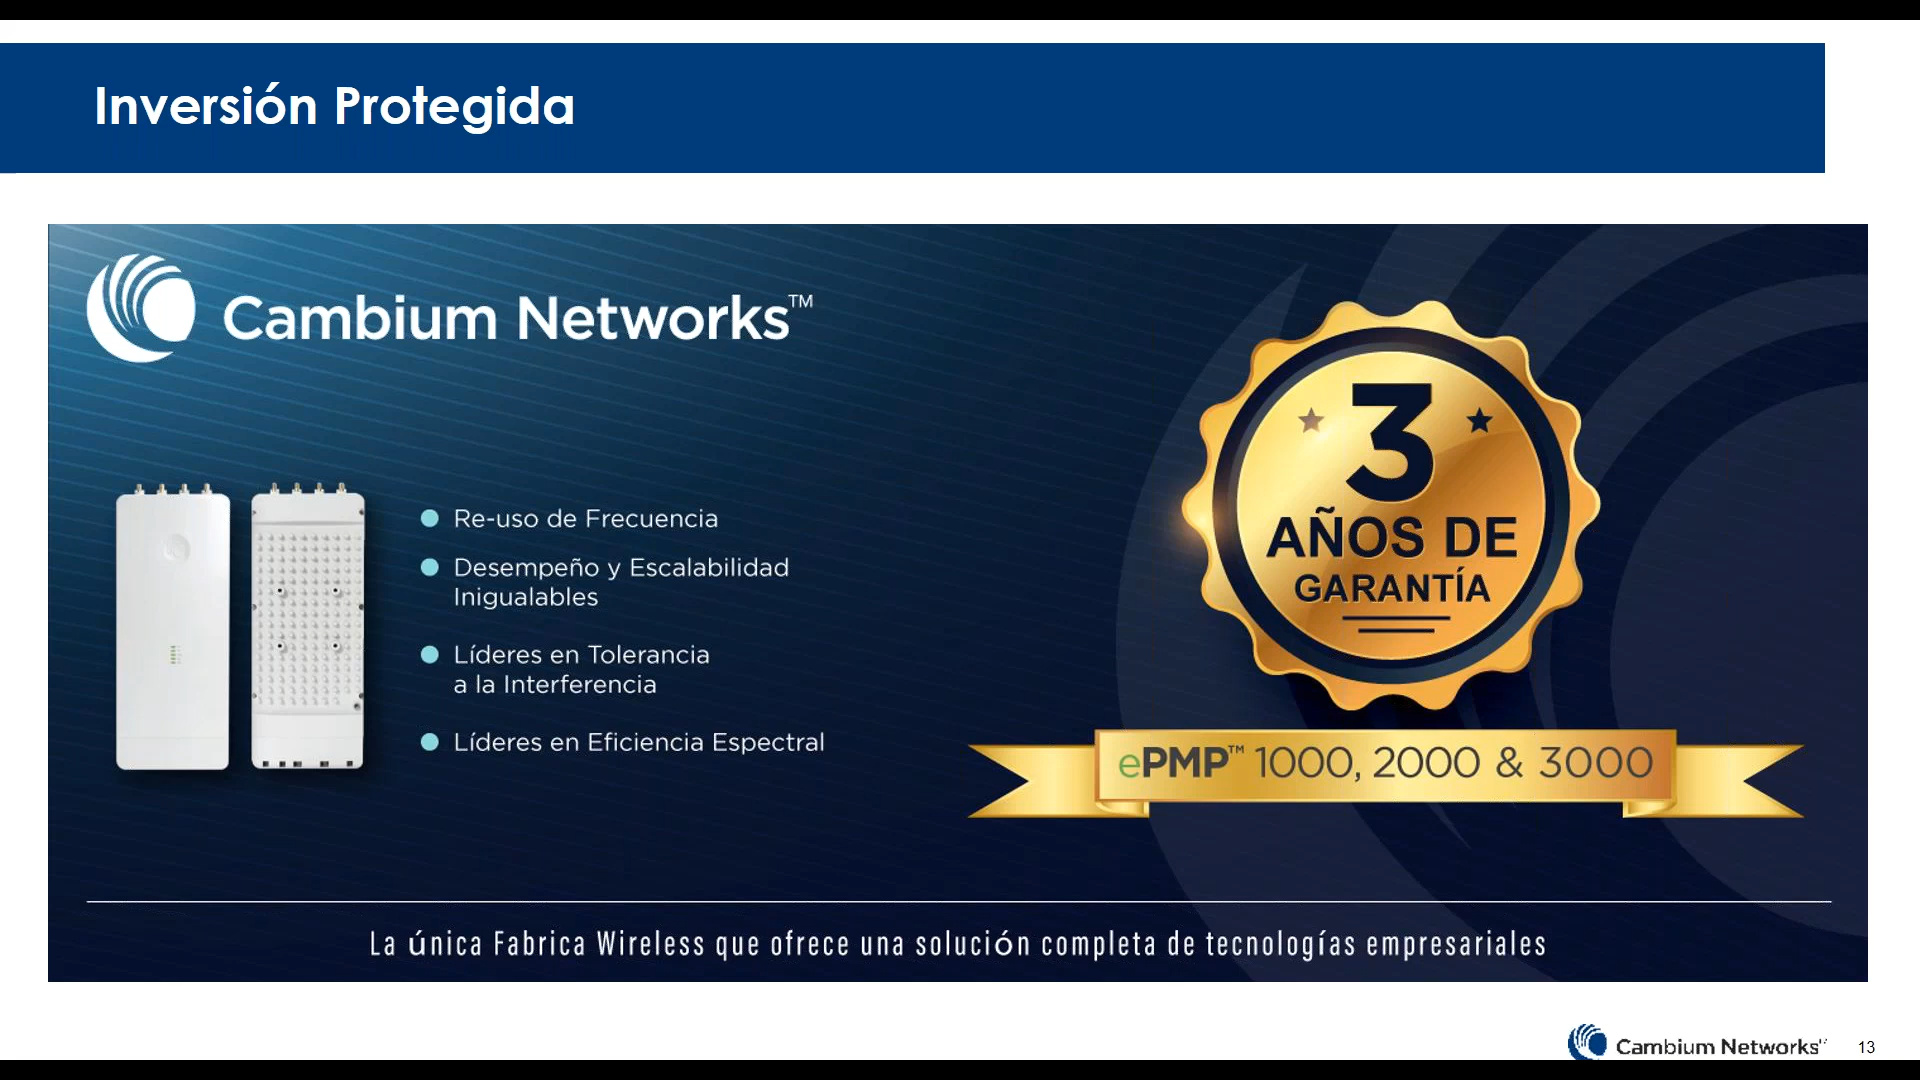 Inversión Protegida
Cambium Networks™
Re-uso de Frecuencia
Desempeño y Escalabilidad
Inigualables
Líderes en Tolerancia
a la Interferencia
Líderes en Eficiencia Espectral
3
AÑOS DE
GARANTÍA
ePMP™ 1000, 2000 & 3000
La única Fabrica Wireless que ofrece una solución completa de tecnologías empresariales
Cambium Networks™
13